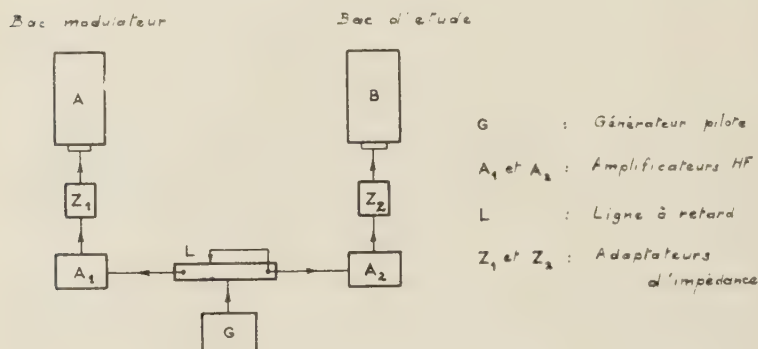 Bac modulateur
Bac d'etude
A
B
Z₁
Z₂
L
A₁
A₂
G
G : Générateur pilote
A₁ et A₂ : Amplificateurs HF
L : Ligne à retard
Z₁ et Z₂ : Adaptateurs
d'impédance